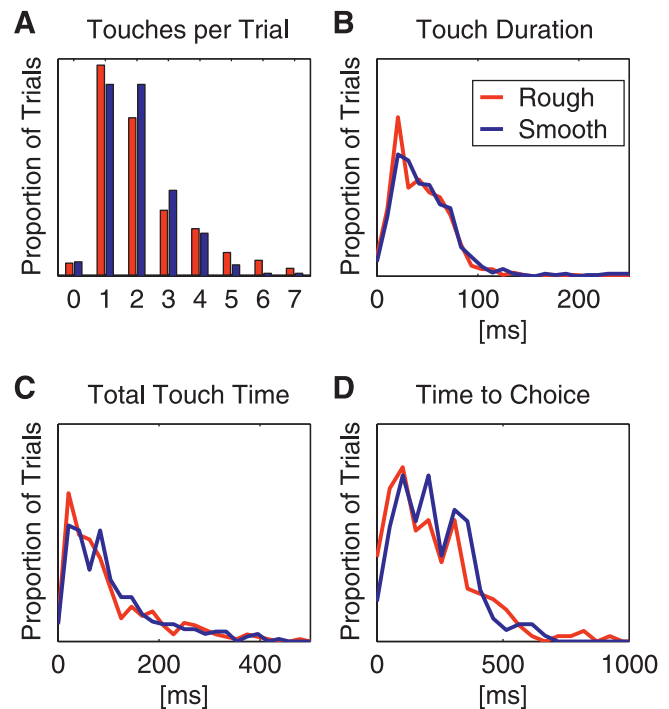 A
Touches per Trial
Proportion of Trials
0 1 2 3 4 5 6 7
B
Touch Duration
Proportion of Trials
Rough
Smooth
0 100 200
[ms]
C
Total Touch Time
Proportion of Trials
0 200 400
[ms]
D
Time to Choice
Proportion of Trials
0 500 1000
[ms]